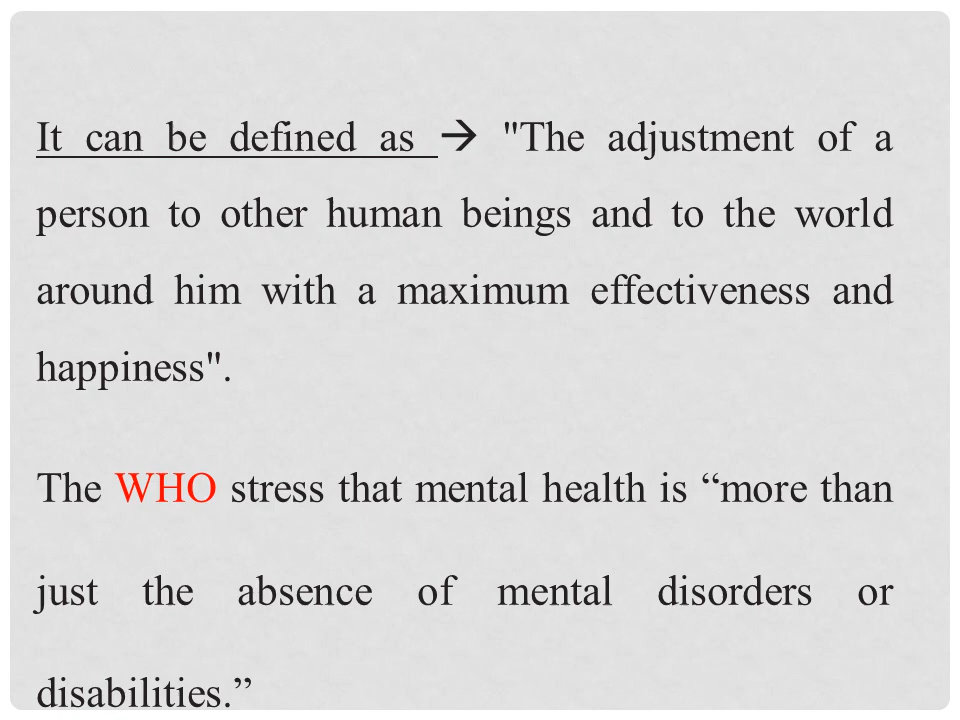 It can be defined as → "The adjustment of a
person to other human beings and to the world
around him with a maximum effectiveness and
happiness".
The WHO stress that mental health is “more than
just the absence of mental disorders or
disabilities.”